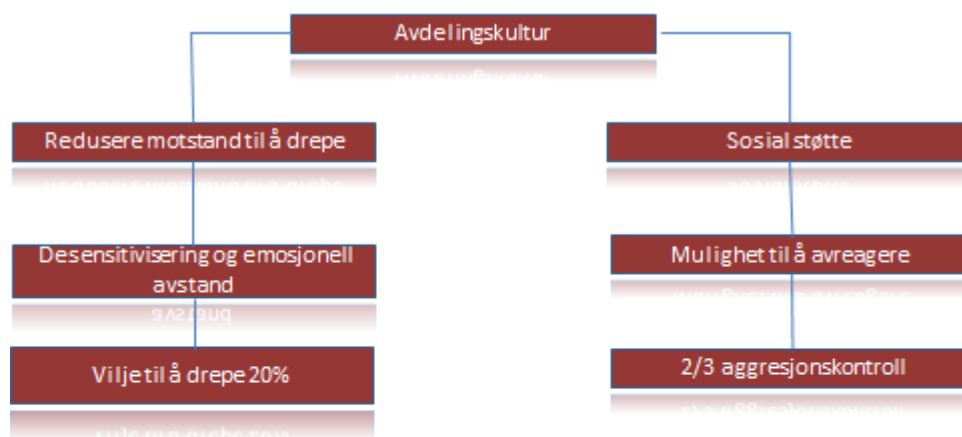 Avdelingskultur
Redusere motstand til å drepe
Sosial støtte
Desensitivisering og emosjonell
avstand
Mulighet til å avreagere
Vilje til å drepe 20%
2/3 aggresjonskontroll